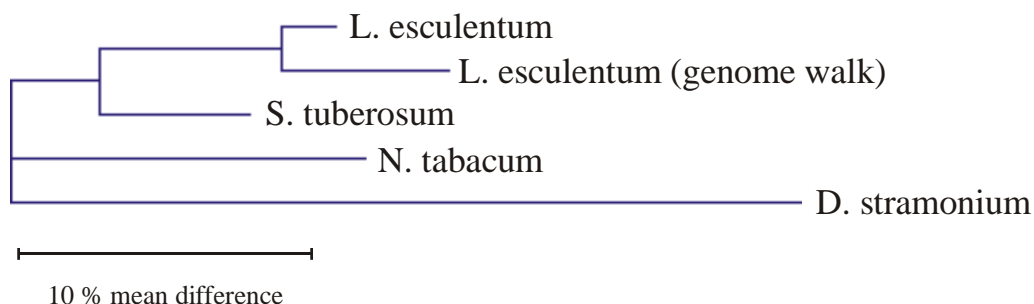 L. esculentum
L. esculentum (genome walk)
S. tuberosum
N. tabacum
D. stramonium
10 % mean difference